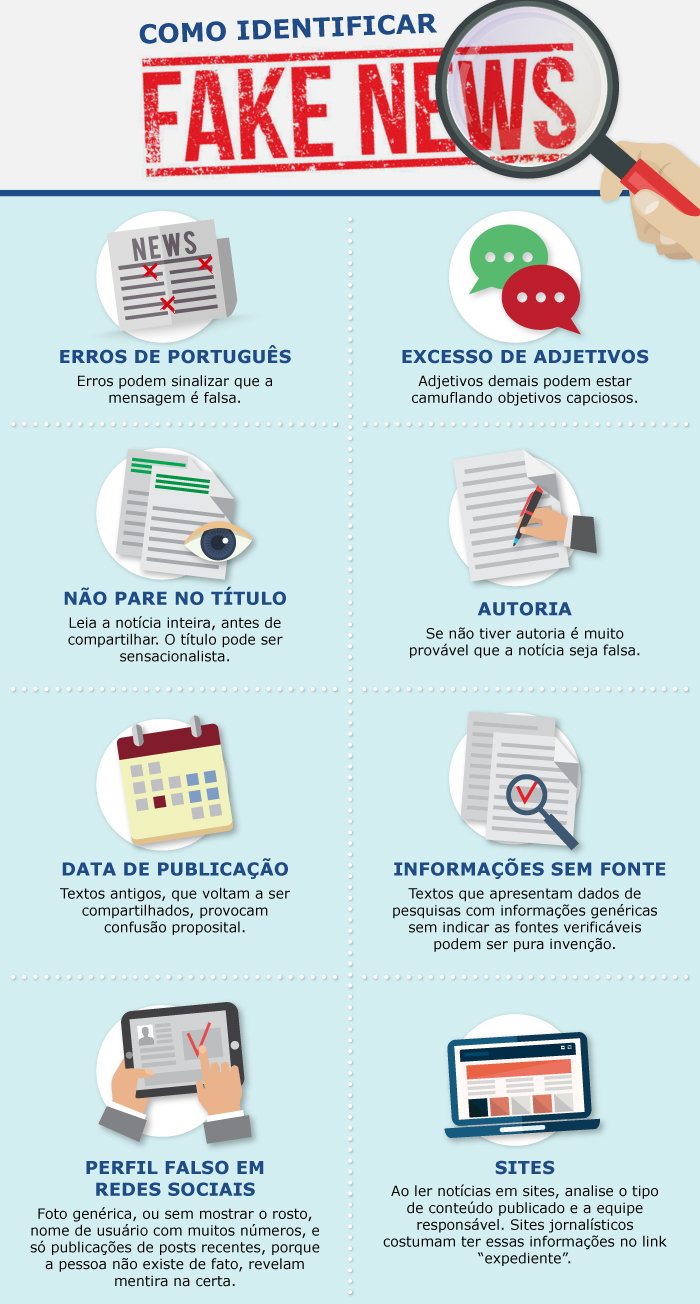 COMO IDENTIFICAR
FAKE NEWS
NEWS
ERROS DE PORTUGUÊS
Erros podem sinalizar que a
mensagem é falsa.
EXCESSO DE ADJETIVOS
Adjetivos demais podem estar
camuflando objetivos capciosos.
NÃO PARE NO TÍTULO
Leia a notícia inteira, antes de
compartilhar. O título pode ser
sensacionalista.
AUTORIA
Se não tiver autoria é muito
provável que a notícia seja falsa.
DATA DE PUBLICAÇÃO
Textos antigos, que voltam a ser
compartilhados, provocam
confusão proposital.
INFORMAÇÕES SEM FONTE
Textos que apresentam dados de
pesquisas com informações genéricas
sem indicar as fontes verificáveis
podem ser pura invenção.
PERFIL FALSO EM
REDES SOCIAIS
Foto genérica, ou sem mostrar o rosto,
nome de usuário com muitos números, e
só publicações de posts recentes, porque
a pessoa não existe de fato, revelam
mentira na certa.
SITES
Ao ler notícias em sites, analise o tipo
de conteúdo publicado e a equipe
responsável. Sites jornalísticos
costumam ter essas informações no link
“expediente”.